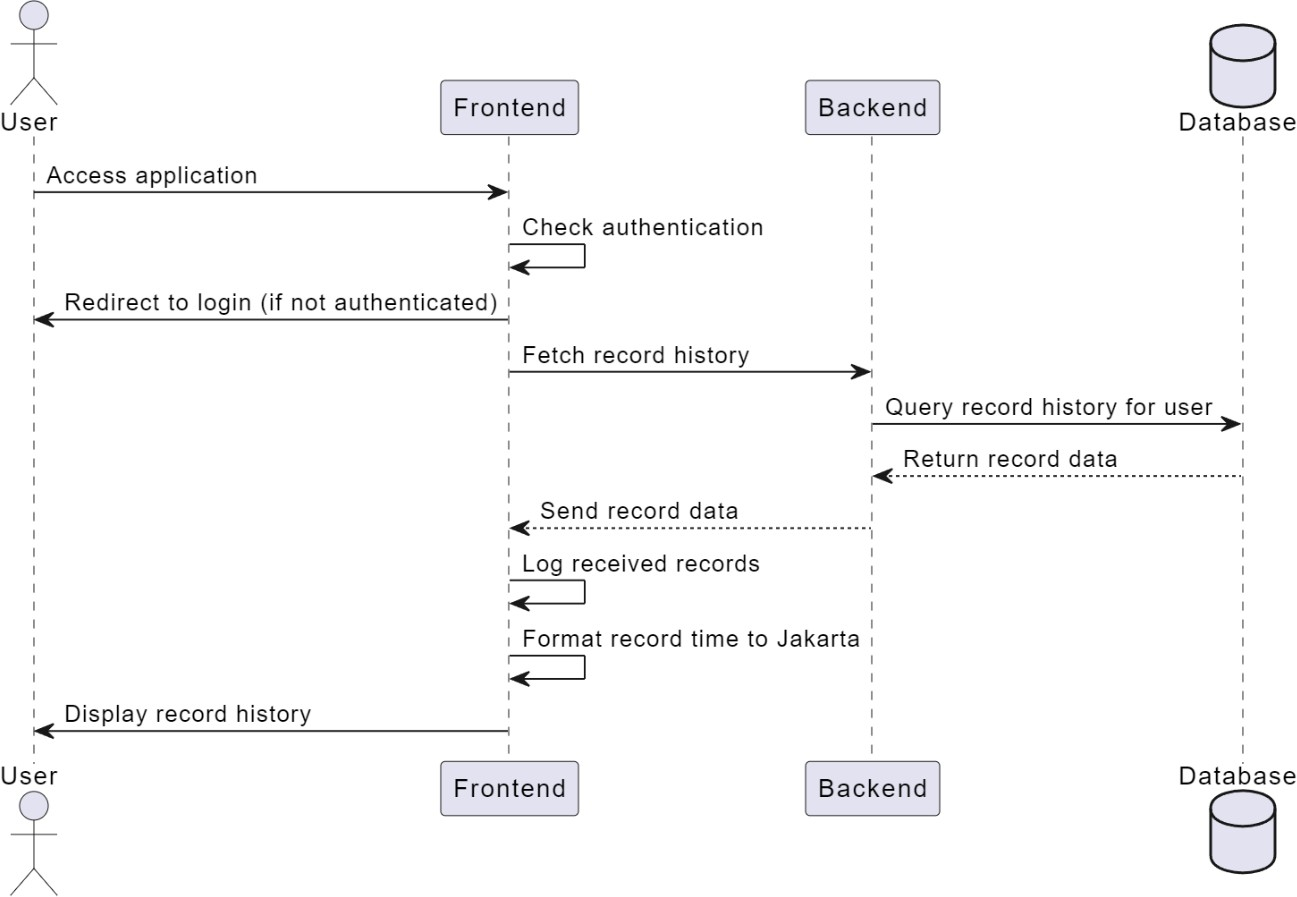 User
Frontend
Backend
Database
Access application
Check authentication
Redirect to login (if not authenticated)
Fetch record history
Query record history for user
Return record data
Send record data
Log received records
Format record time to Jakarta
Display record history
User
Frontend
Backend
Database